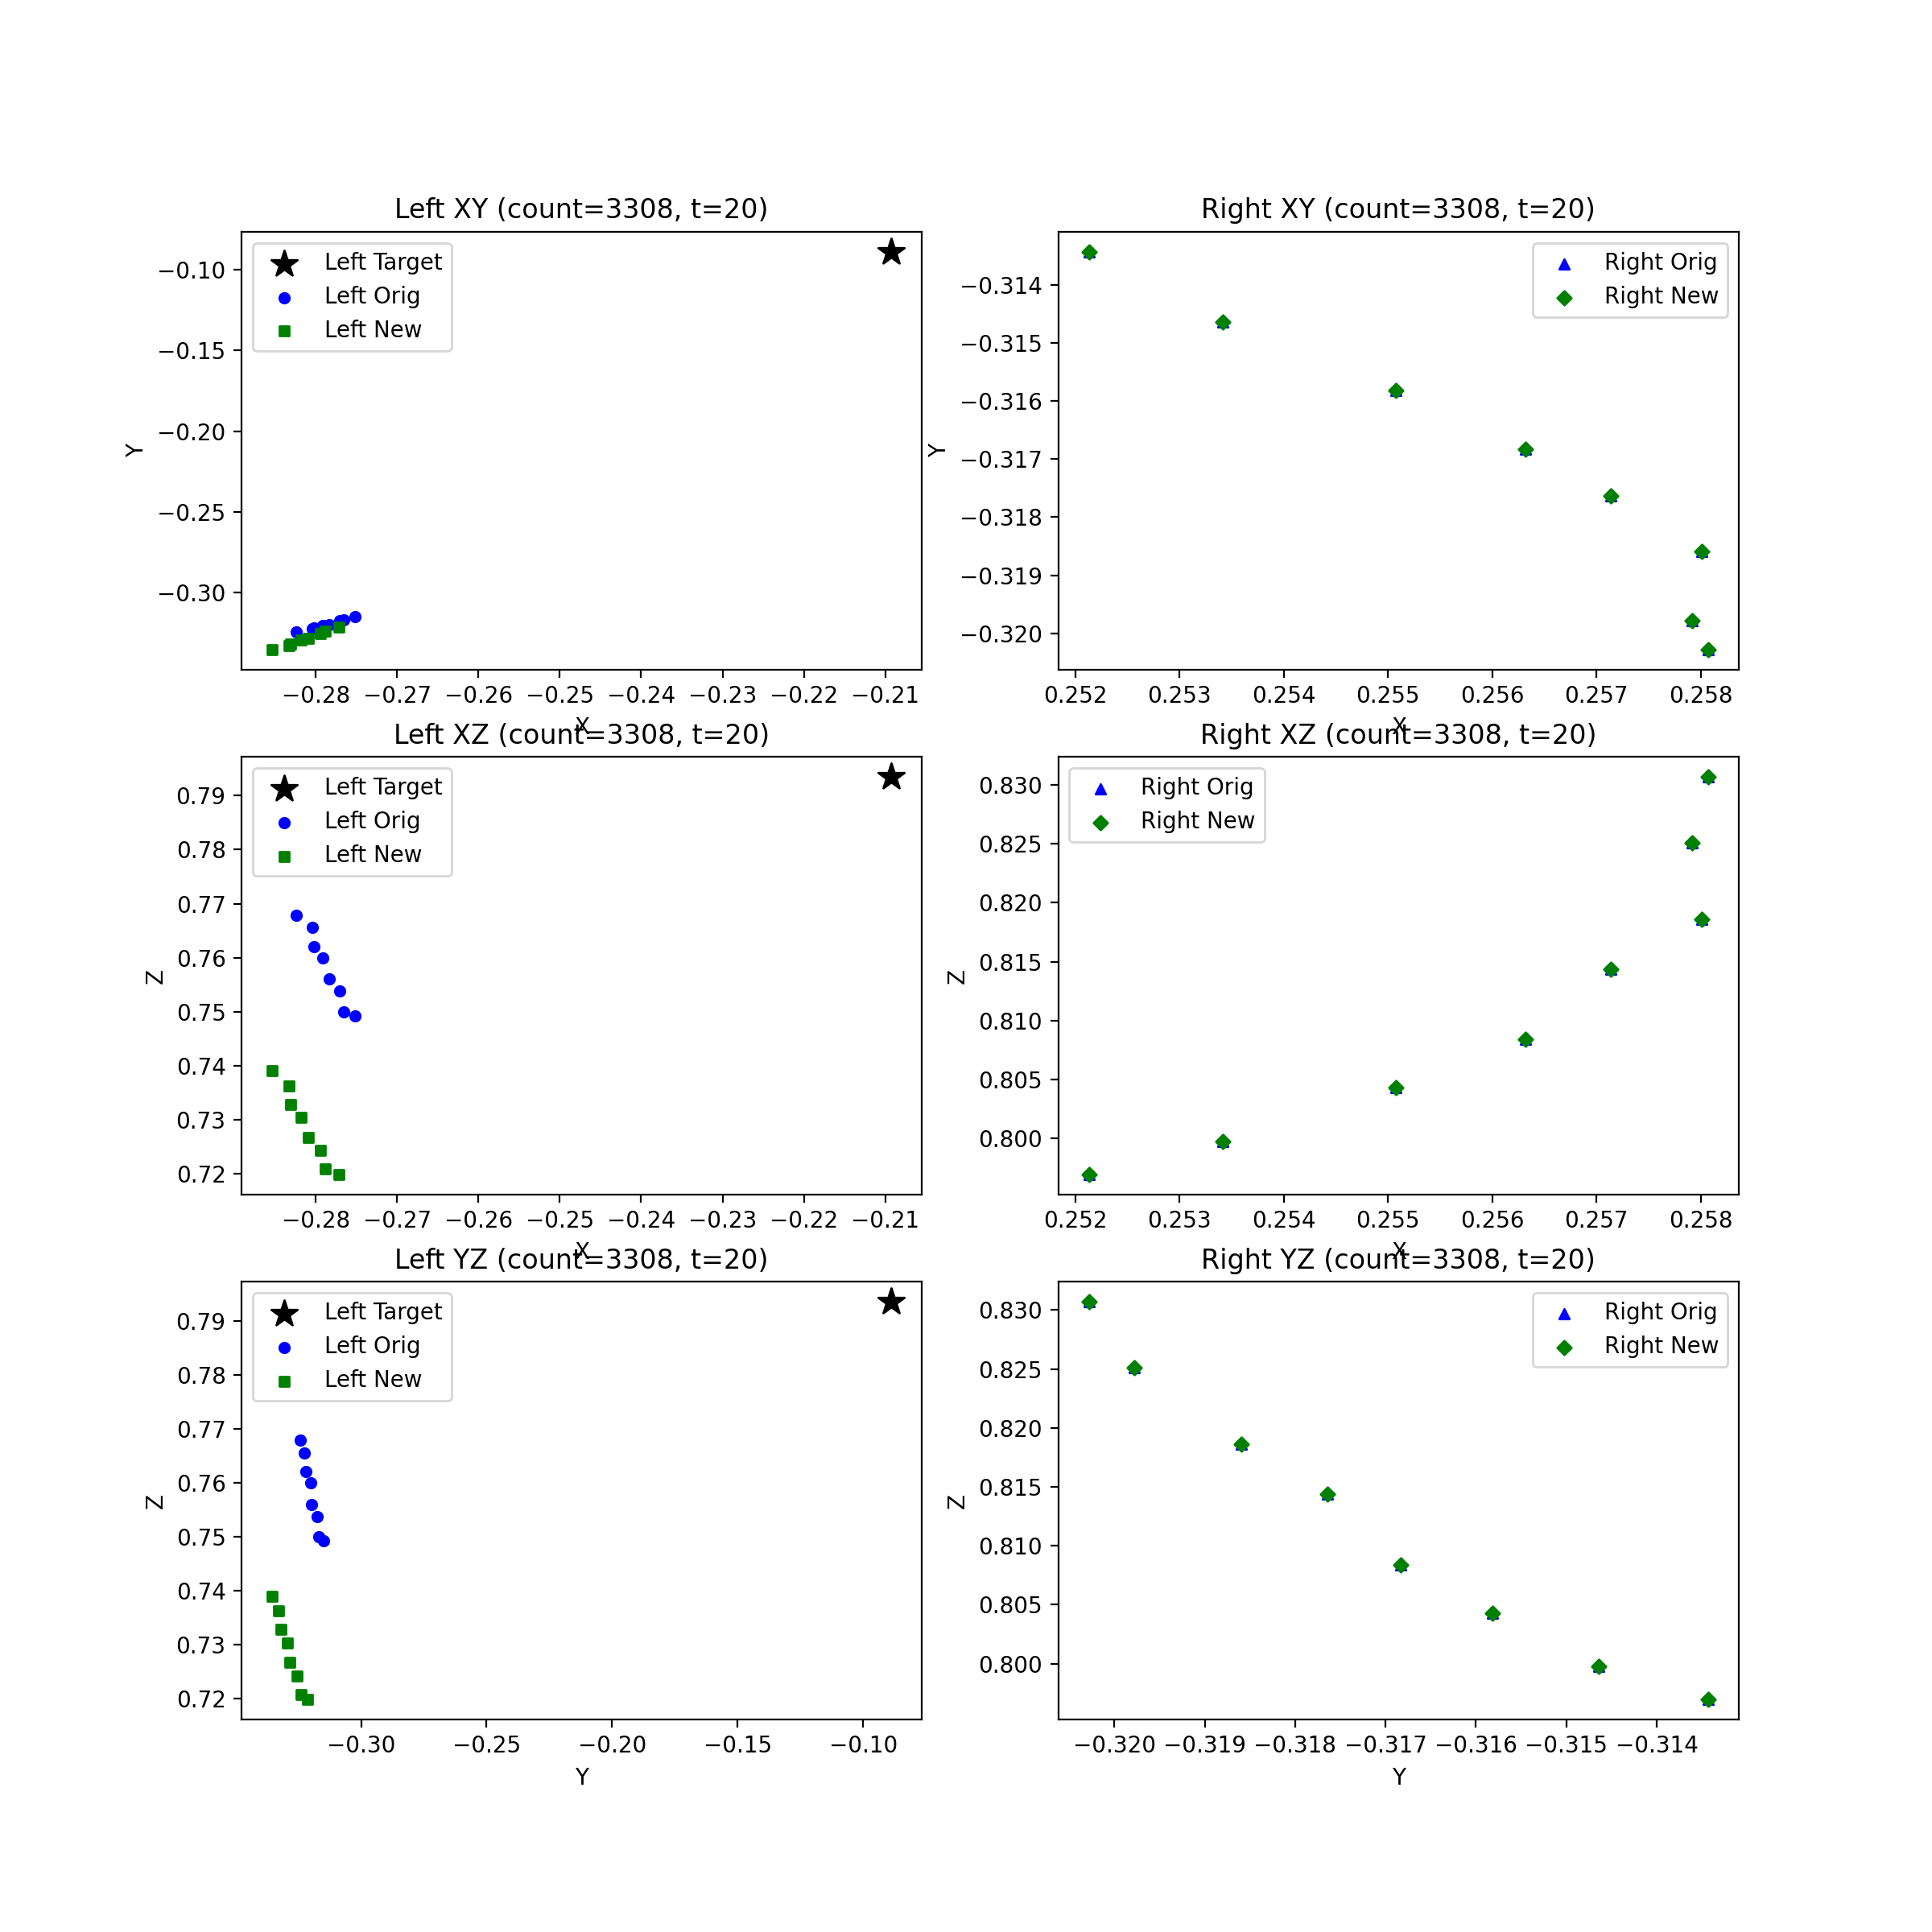 Left XY (count=3308, t=20)
Left Target
Left Orig
Left New
−0.10
−0.15
−0.20
−0.25
−0.30
Y
−0.28 −0.27 −0.26 −0.25 −0.24 −0.23 −0.22 −0.21
X
Right XY (count=3308, t=20)
Right Orig
Right New
−0.314
−0.315
−0.316
−0.317
−0.318
−0.319
−0.320
Y
0.252 0.253 0.254 0.255 0.256 0.257 0.258
X
Left XZ (count=3308, t=20)
Left Target
Left Orig
Left New
0.79
0.78
0.77
0.76
0.75
0.74
0.73
0.72
Z
−0.28 −0.27 −0.26 −0.25 −0.24 −0.23 −0.22 −0.21
X
Right XZ (count=3308, t=20)
Right Orig
Right New
0.830
0.825
0.820
0.815
0.810
0.805
0.800
Z
0.252 0.253 0.254 0.255 0.256 0.257 0.258
X
Left YZ (count=3308, t=20)
Left Target
Left Orig
Left New
0.79
0.78
0.77
0.76
0.75
0.74
0.73
0.72
Z
−0.30 −0.25 −0.20 −0.15 −0.10
Y
Right YZ (count=3308, t=20)
Right Orig
Right New
0.830
0.825
0.820
0.815
0.810
0.805
0.800
Z
−0.320 −0.319 −0.318 −0.317 −0.316 −0.315 −0.314
Y